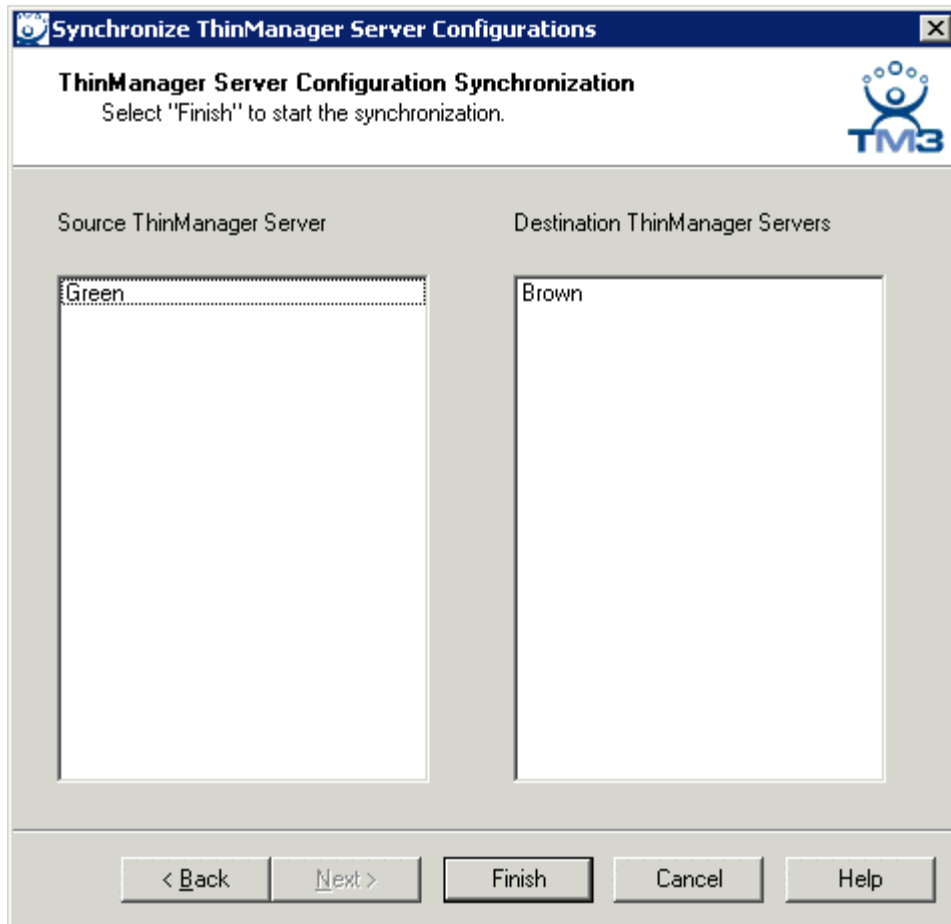 Synchronize ThinManager Server Configurations
ThinManager Server Configuration Synchronization
Select "Finish" to start the synchronization.
TM3
Source ThinManager Server
Destination ThinManager Servers
Green
Brown
< Back
Next >
Finish
Cancel
Help